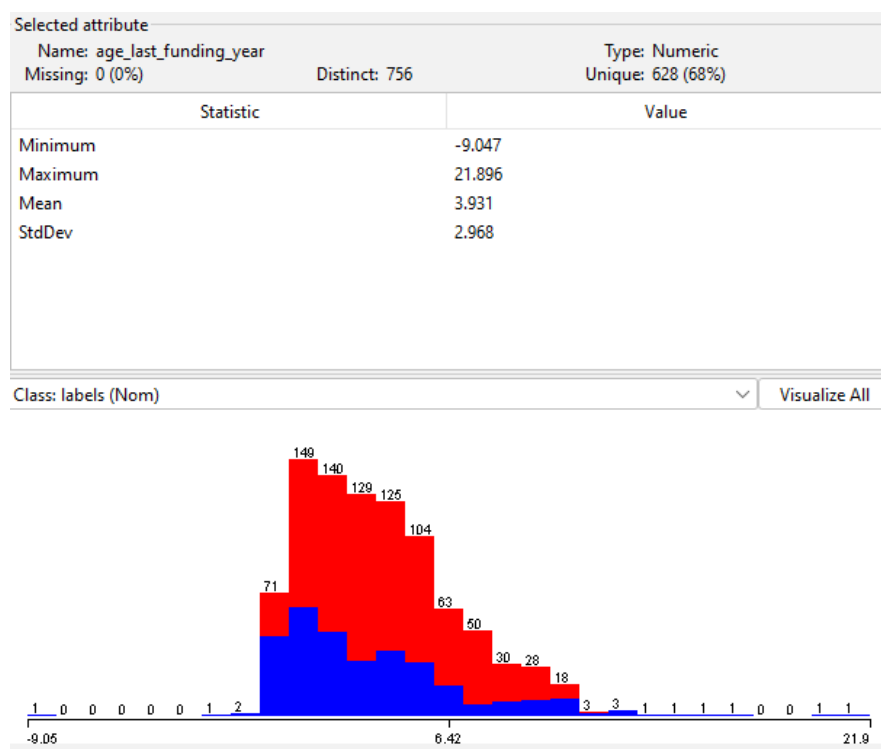 Selected attribute
Name: age_last_funding_year Type: Numeric
Missing: 0 (0%) Distinct: 756 Unique: 628 (68%)
Statistic Value
Minimum -9.047
Maximum 21.896
Mean 3.931
StdDev 2.968
Class: labels (Nom) Visualize All
149
140
129
125
104
71
63
50
30
28
18
1 0 0 0 0 0 1 2 3 3 1 1 1 1 0 0 1 1
-9.05 6.42 21.9